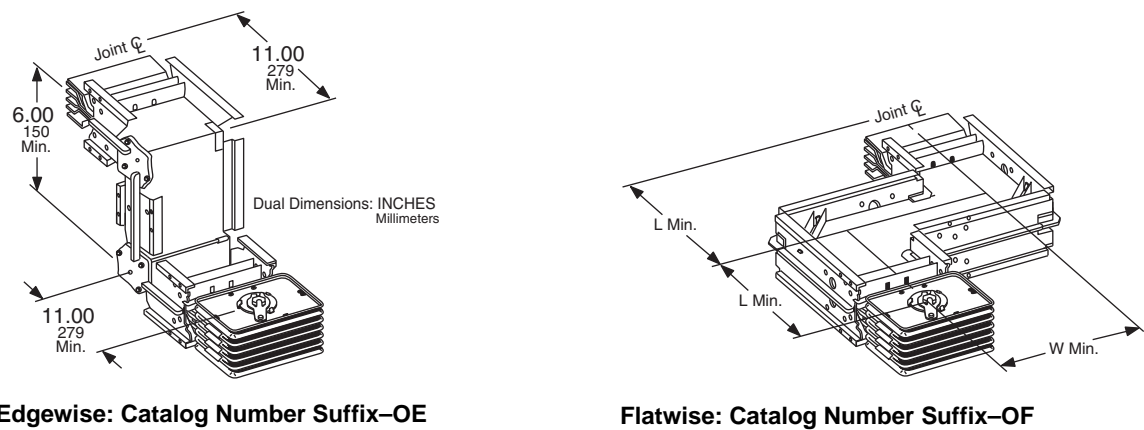 Joint ℄
11.00
279
Min.
6.00
150
Min.
Dual Dimensions: INCHES
Millimeters
11.00
279
Min.
Edgewise: Catalog Number Suffix–OE
Joint ℄
L Min.
L Min.
W Min.
Flatwise: Catalog Number Suffix–OF